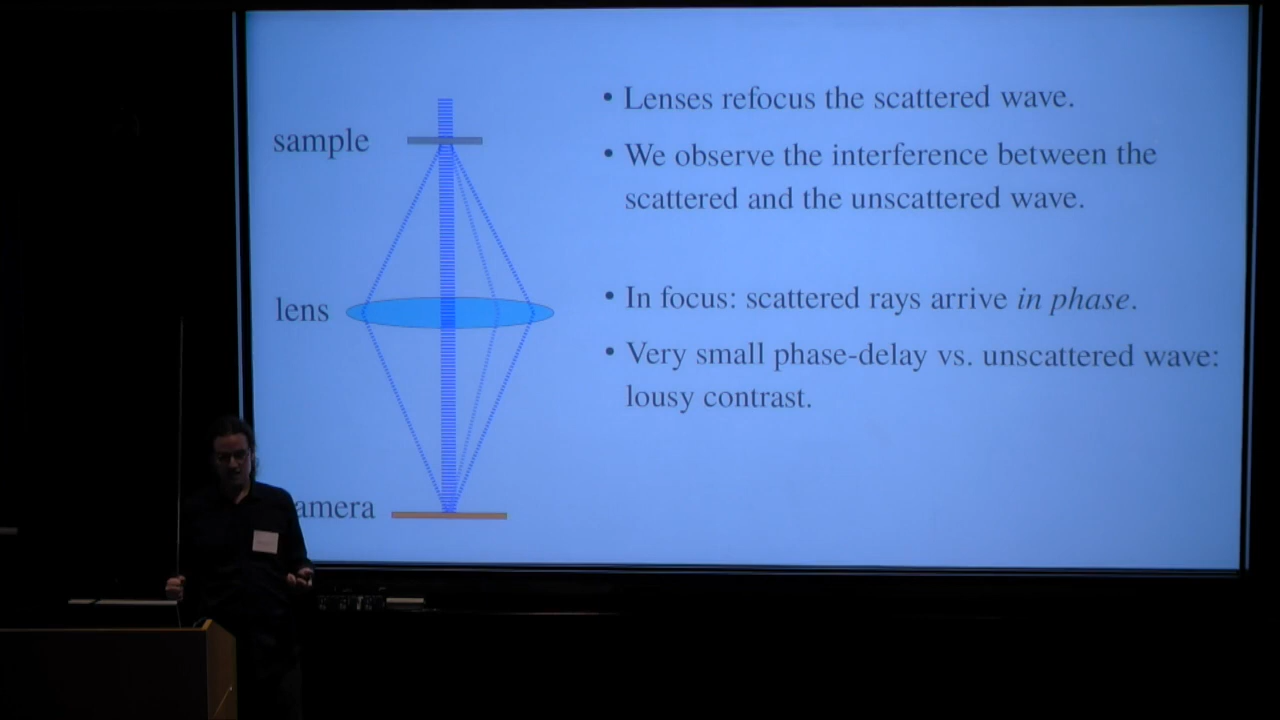 sample
lens
amera
• Lenses refocus the scattered wave.
• We observe the interference between the
scattered and the unscattered wave.
• In focus: scattered rays arrive in phase.
• Very small phase-delay vs. unscattered wave:
lousy contrast.